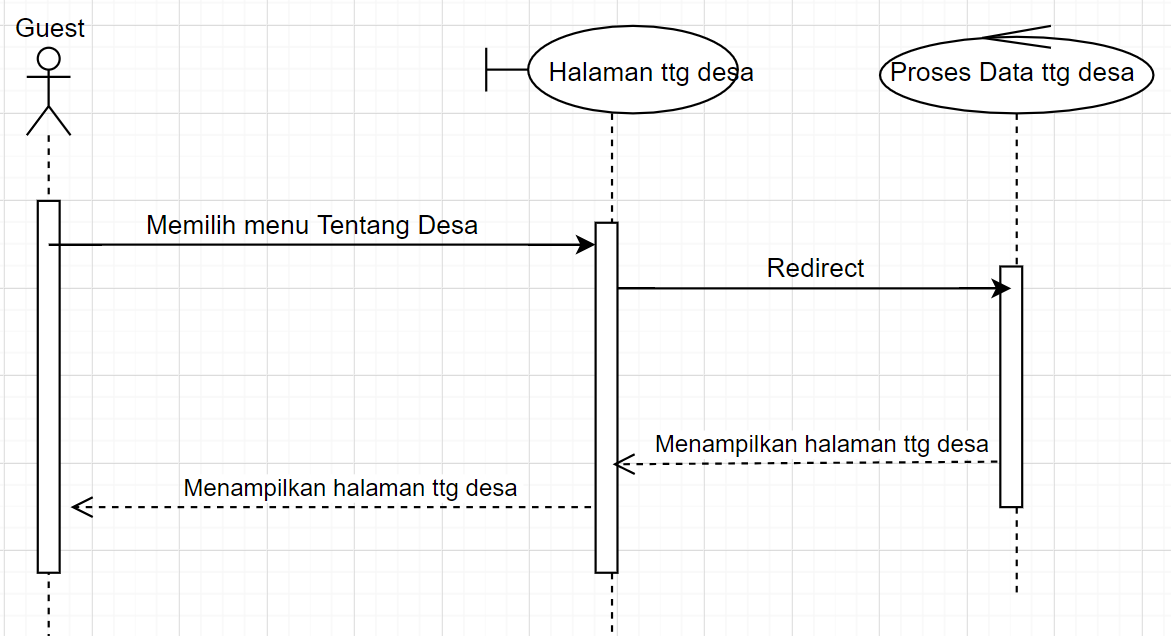 Guest
Halaman ttg desa
Proses Data ttg desa
Memilih menu Tentang Desa
Redirect
Menampilkan halaman ttg desa
Menampilkan halaman ttg desa